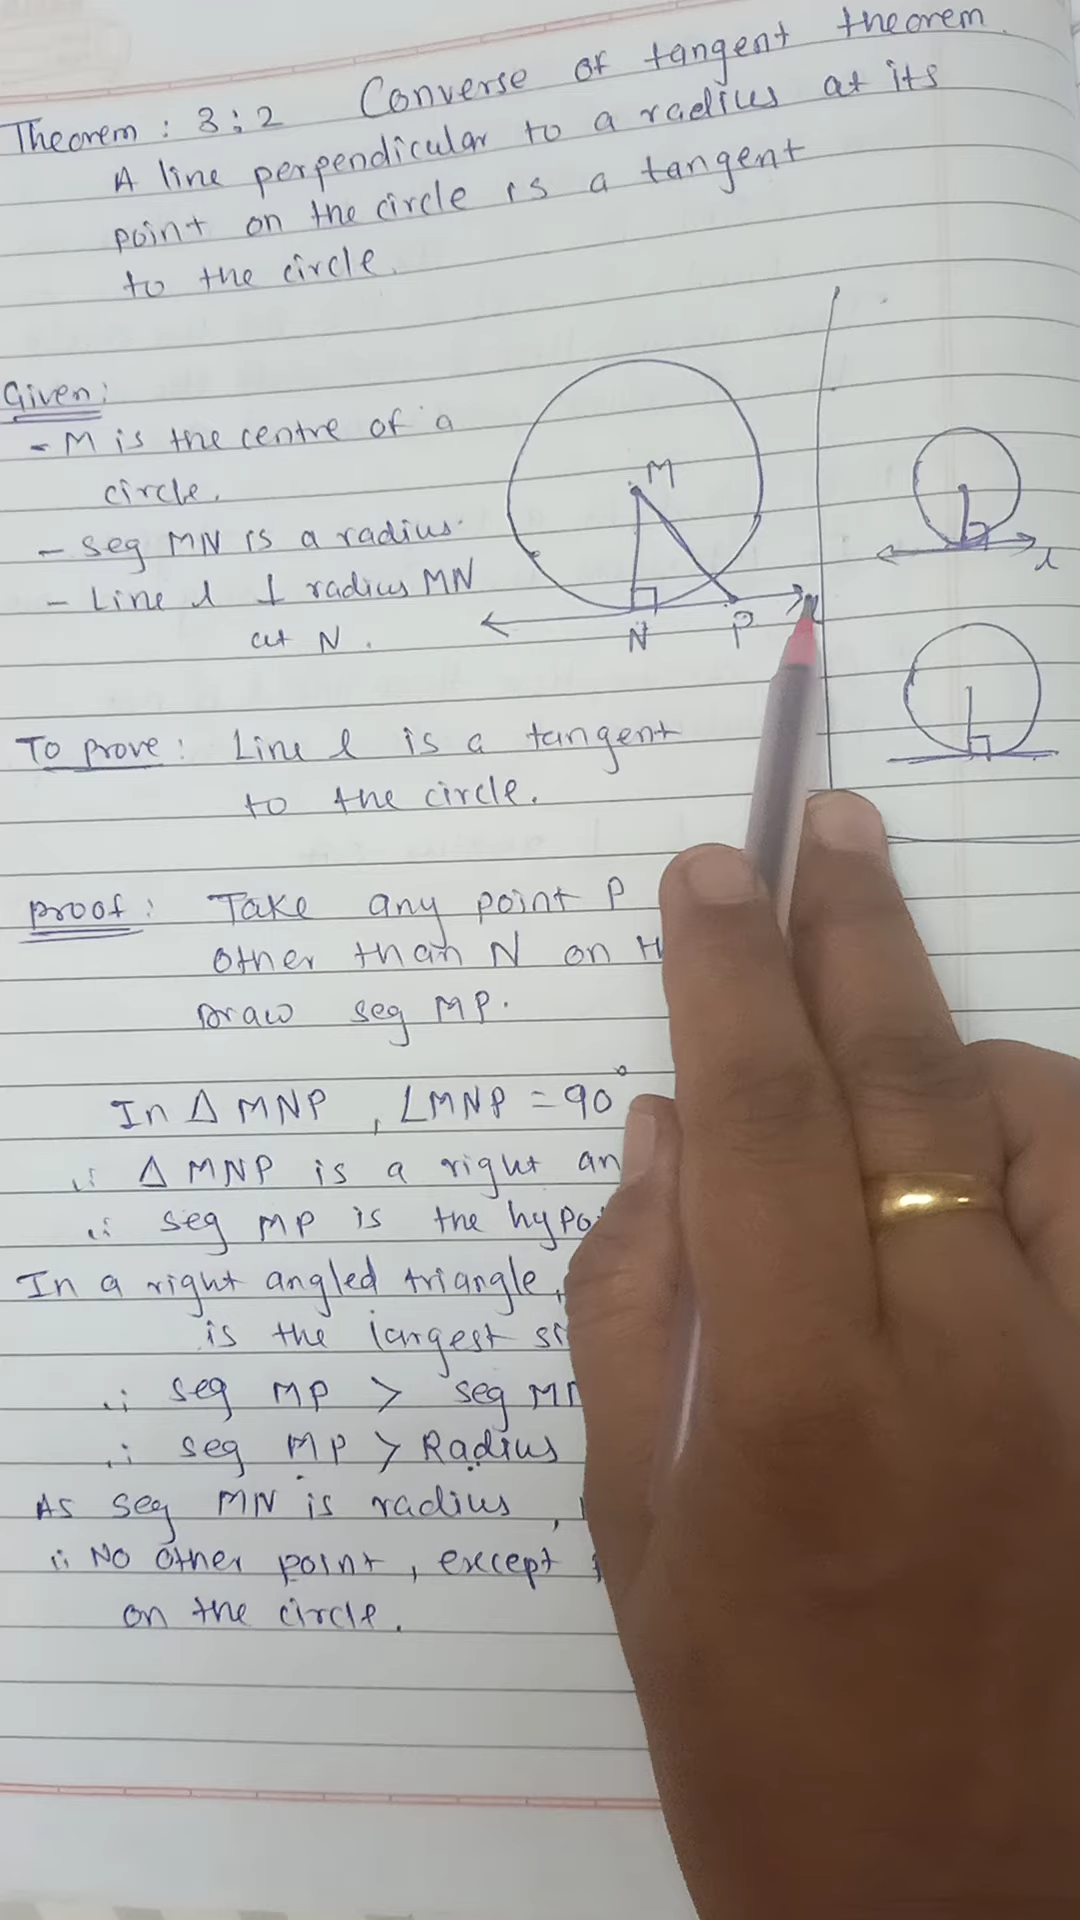 Theorem : 3:2 Converse of tangent theorem
A line perpendicular to a radius at its
point on the circle is a tangent
to the circle.
Given:
- M is the centre of a
circle.
- seg MN is a radius.
- Line l ⊥ radius MN
at N.
M
N
P
l
To prove: Line l is a tangent
to the circle.
Proof: Take any point P
other than N on
Draw seg MP.
In Δ MNP, ∠MNP = 90°
∴ Δ MNP is a right
∴ seg MP is the
In a right angled triangle,
is the largest
∴ seg MP > seg
∴ seg MP > Radius
As seg MN is radius,
∴ No other point, except
on the circle.